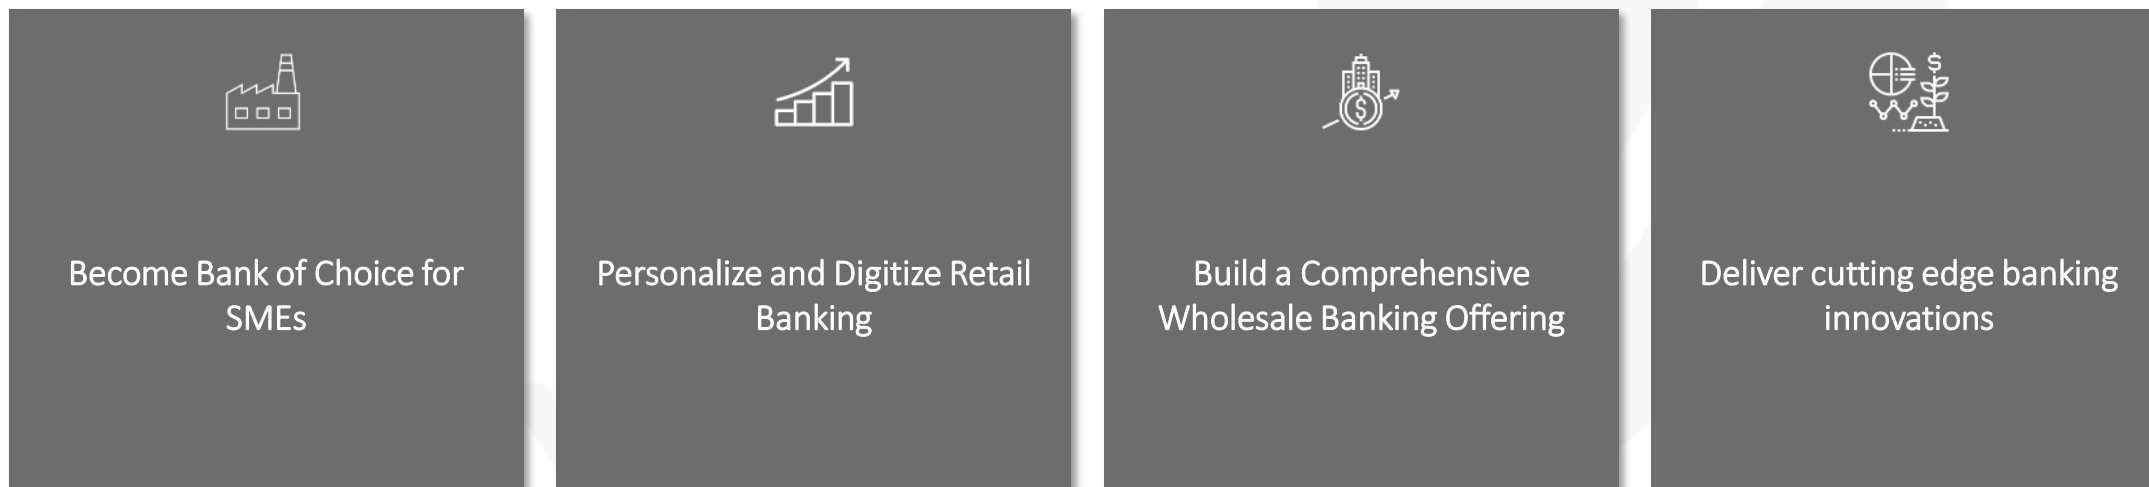 Become Bank of Choice for
SMEs
Personalize and Digitize Retail
Banking
Build a Comprehensive
Wholesale Banking Offering
Deliver cutting edge banking
innovations